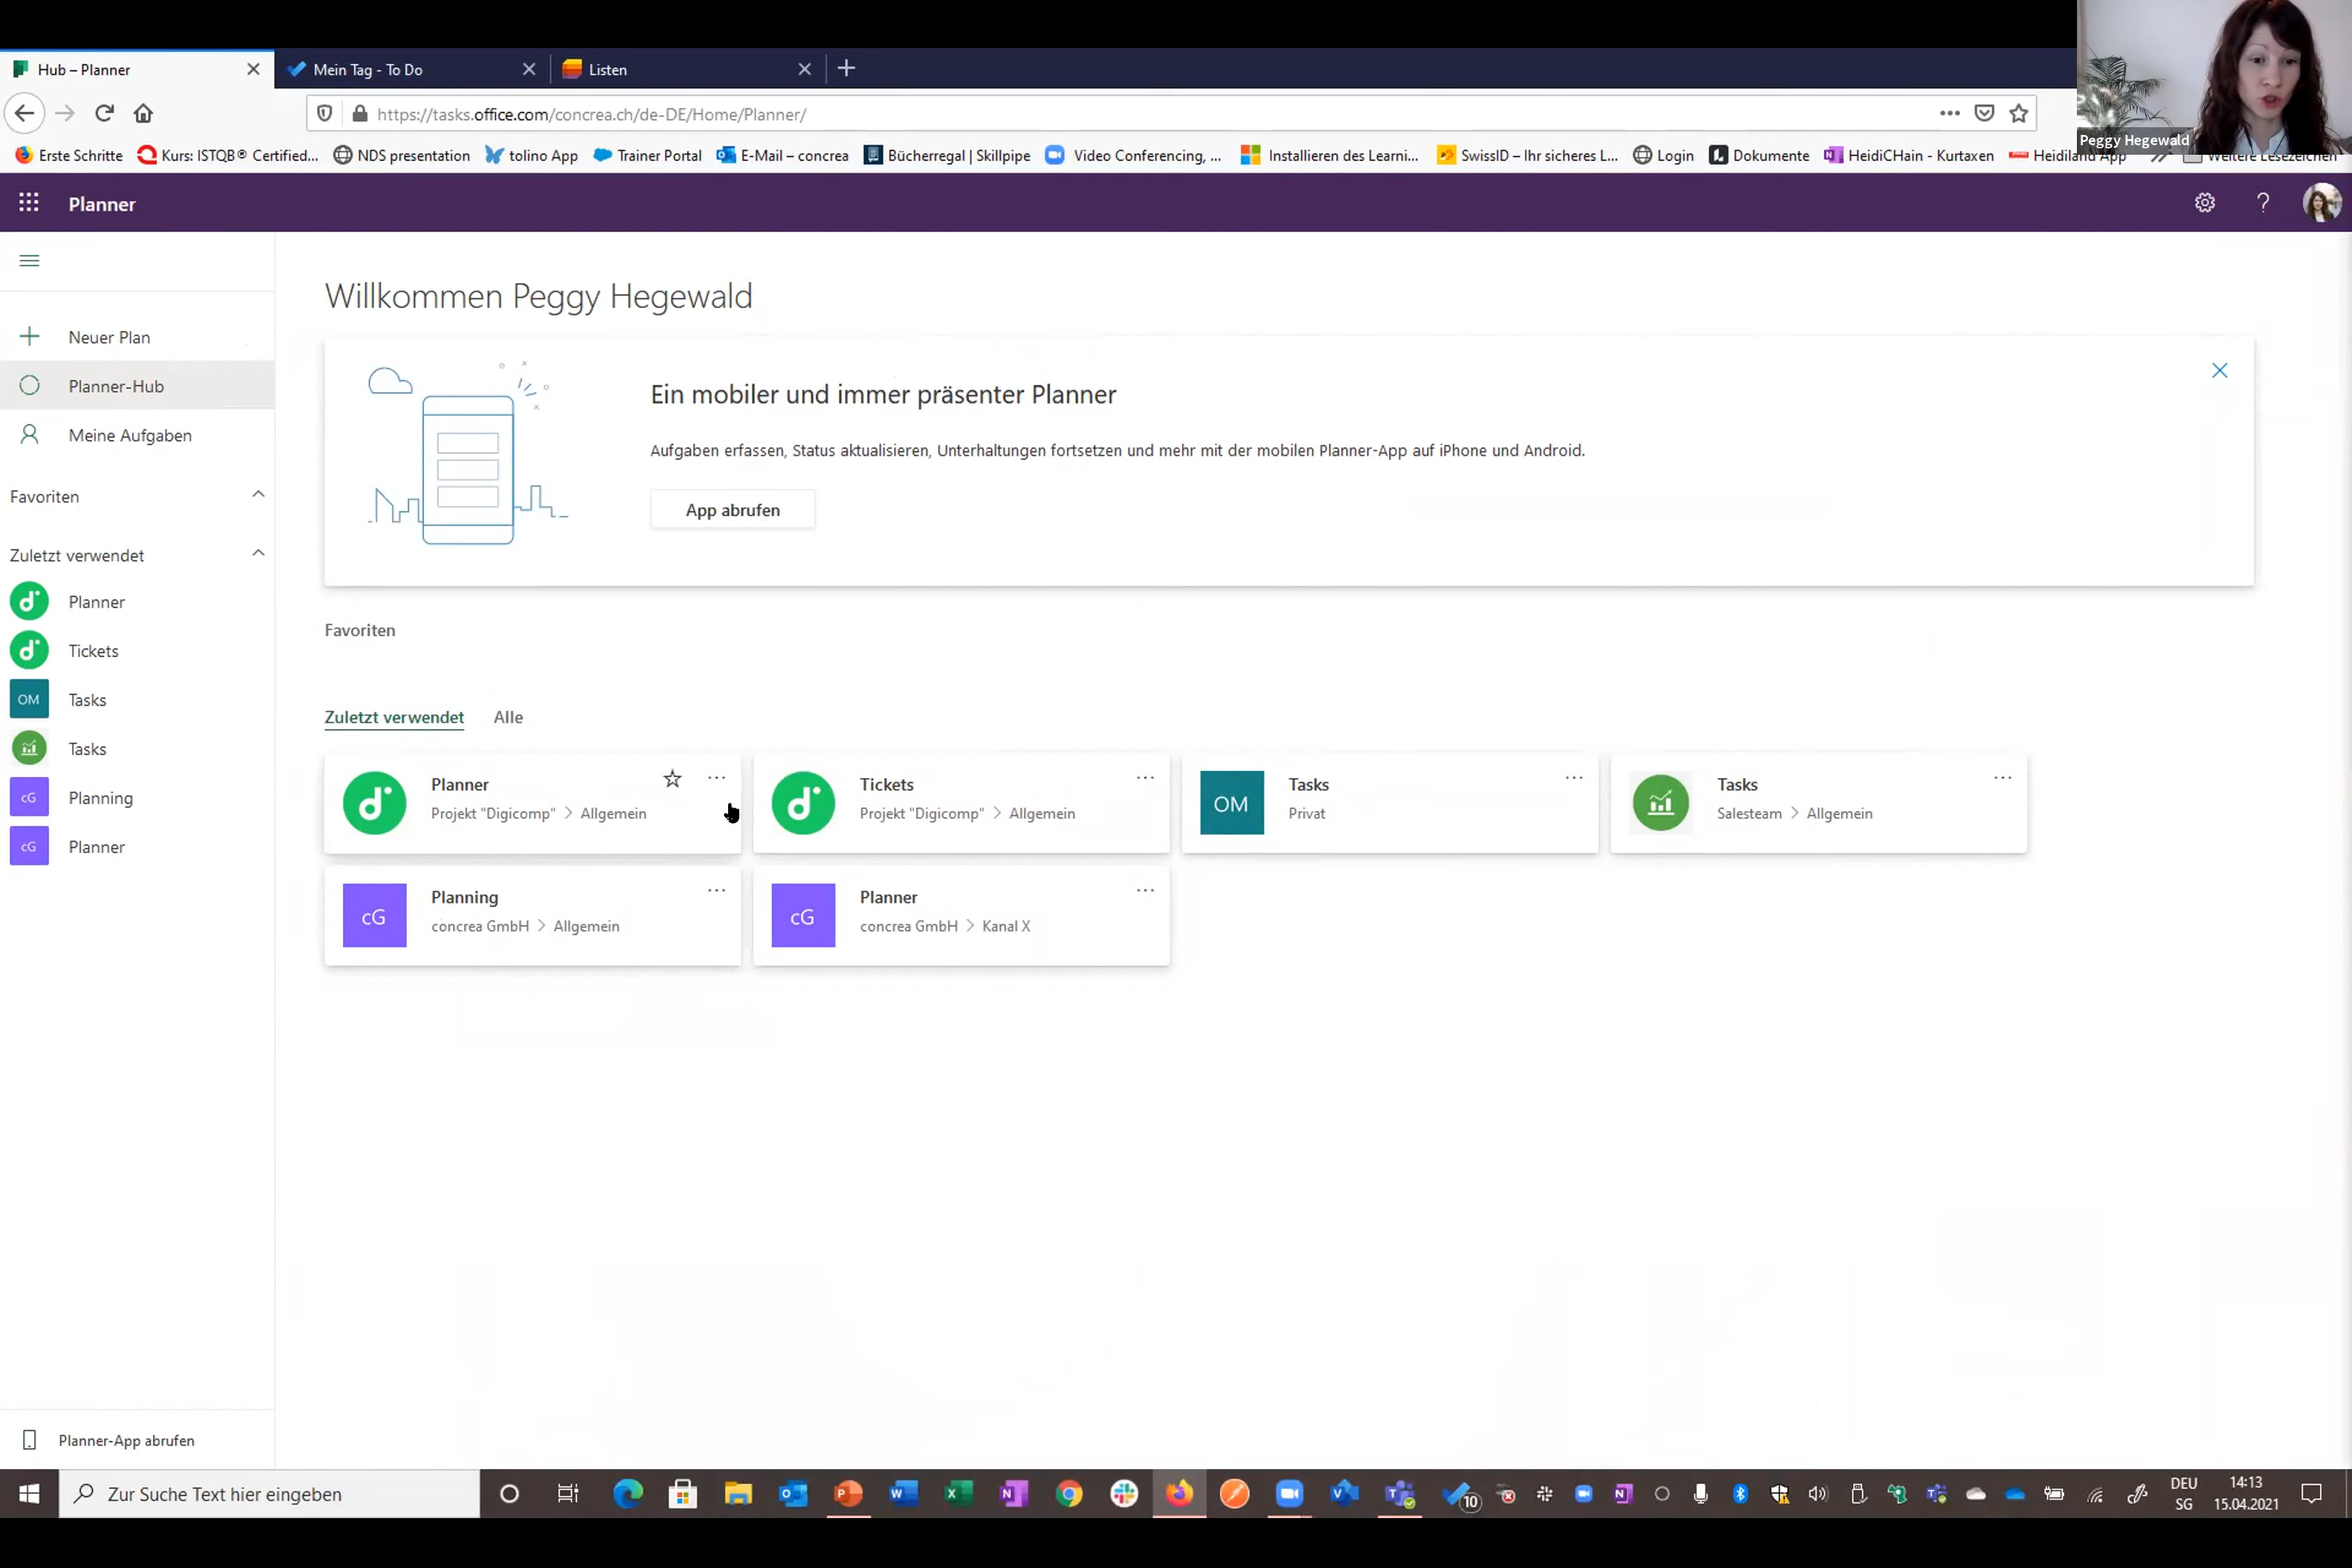 Hub – Planner
Mein Tag - To Do
Listen
https://tasks.office.com/concrea.ch/de-DE/Home/Planner/
Erste Schritte
Kurs: ISTQB® Certified...
NDS presentation
tolino App
Trainer Portal
E-Mail – concrea
Bücherregal | Skillpipe
Video Conferencing, ...
Installieren des Learni...
SwissID – Ihr sicheres L...
Login
Dokumente
HeidiCHain - Kurtaxen
Heidiland App
Weitere Lesezeichen
Peggy Hegewald
Planner
Neuer Plan
Planner-Hub
Meine Aufgaben
Favoriten
Zuletzt verwendet
Planner
Tickets
OM
Tasks
Tasks
cG
Planning
cG
Planner
Planner-App abrufen
Willkommen Peggy Hegewald
Ein mobiler und immer präsenter Planner
Aufgaben erfassen, Status aktualisieren, Unterhaltungen fortsetzen und mehr mit der mobilen Planner-App auf iPhone und Android.
App abrufen
Favoriten
Zuletzt verwendet
Alle
Planner
Projekt "Digicomp" > Allgemein
Tickets
Projekt "Digicomp" > Allgemein
OM
Tasks
Privat
Tasks
Salesteam > Allgemein
cG
Planning
concrea GmbH > Allgemein
cG
Planner
concrea GmbH > Kanal X
Zur Suche Text hier eingeben
10
DEU
SG
14:13
15.04.2021